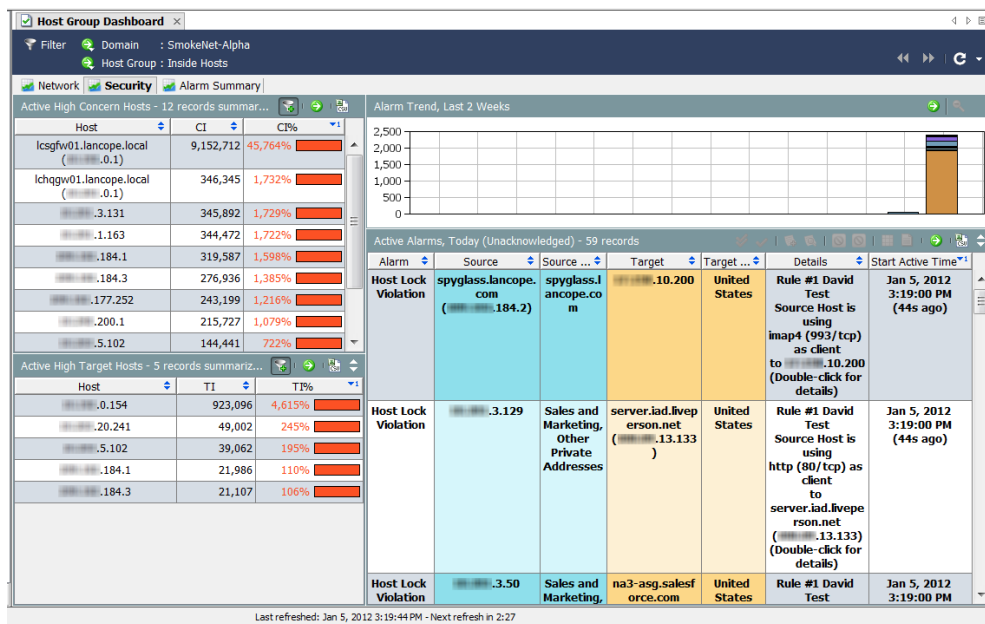 Host Group Dashboard
Filter Domain : SmokeNet-Alpha
Host Group : Inside Hosts
Network Security Alarm Summary
Active High Concern Hosts - 12 records summar...
Host CI CI% 1
lcsgfw01.lancope.local 9,152,712 45,764%
( .0.1)
lchqgw01.lancope.local 346,345 1,732%
( .0.1)
.3.131 345,892 1,729%
.1.163 344,472 1,722%
.184.1 319,587 1,598%
.184.3 276,936 1,385%
.177.252 243,199 1,216%
.200.1 215,727 1,079%
.5.102 144,441 722%
Active High Target Hosts - 5 records summariz...
Host TI TI% 1
.0.154 923,096 4,615%
.20.241 49,002 245%
.5.102 39,062 195%
.184.1 21,986 110%
.184.3 21,107 106%
Alarm Trend, Last 2 Weeks
2,500
2,000
1,500
1,000
500
0
Active Alarms, Today (Unacknowledged) - 59 records
Alarm Source Source ... Target Target ... Details Start Active Time 1
Host Lock spyglass.lancope. spyglass.l .10.200 United Rule #1 David Jan 5, 2012
Violation com ancope.co States Test 3:19:00 PM
( .184.2) m Source Host is (44s ago)
using
imap4 (993/tcp)
as client
to .10.200
(Double-click for
details)
Host Lock .3.129 Sales and server.iad.livep United Rule #1 David Jan 5, 2012
Violation Marketing, erson.net States Test 3:19:00 PM
Other ( .13.133 Source Host is (44s ago)
Private ) using
Addresses http (80/tcp) as
client
to
server.iad.livepe
rson.net
( .13.133)
(Double-click for
details)
Host Lock .3.50 Sales and na3-asg.salesf United Rule #1 David Jan 5, 2012
Violation Marketing, orce.com States Test 3:19:00 PM
Last refreshed: Jan 5, 2012 3:19:44 PM - Next refresh in 2:27